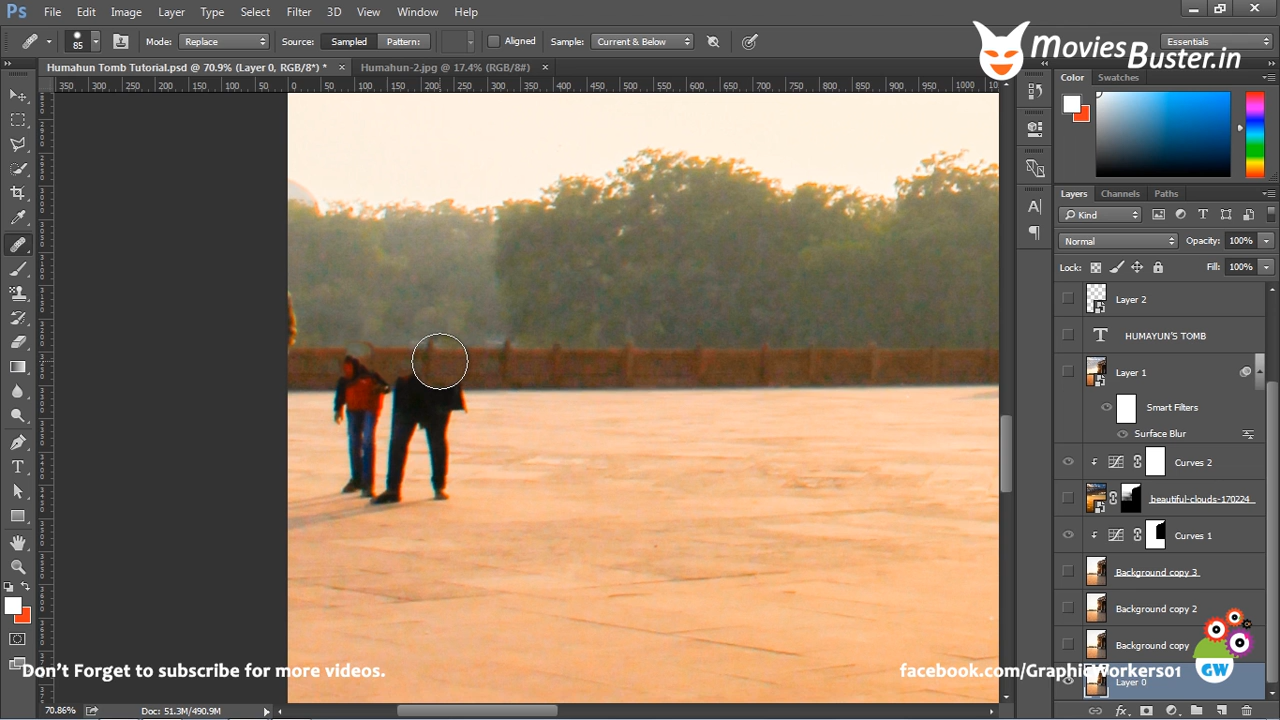 Ps File Edit Image Layer Type Select Filter 3D View Window Help
85 Mode: Replace Source: Sampled Pattern: Aligned Sample: Current & Below Essentials
MoviesBuster.in
Humahun Tomb Tutorial.psd @ 70.9% (Layer 0, RGB/8*) * × Humahun-2.jpg @ 17.4% (RGB/8#) ×
350 300 250 200 150 100 50 0 50 100 150 200 250 300 350 400 450 500 550 600 650 700 750 800 850 900 950 1000
Color Swatches
Layers Channels Paths
Kind
Normal Opacity: 100%
Lock: Fill: 100%
Layer 2
T HUMAYUN'S TOMB
Layer 1
Smart Filters
Surface Blur
Curves 2
beautiful-clouds-170224
Curves 1
Background copy 3
Background copy 2
Background copy
Layer 0
GW
Don't Forget to subscribe for more videos.
facebook.com/GraphicWorkers01
70.86% Doc: 51.3M/490.9M